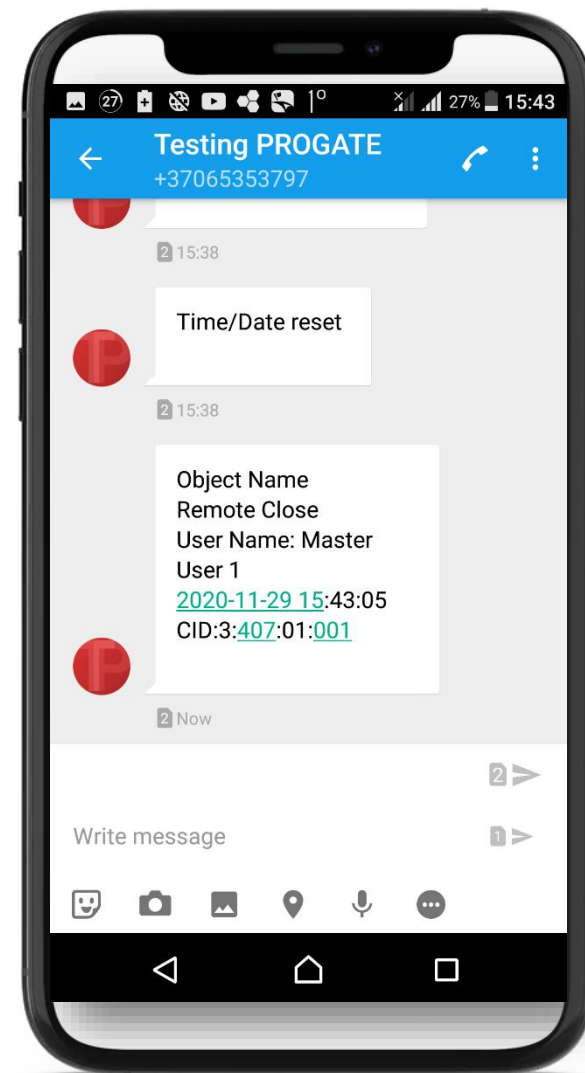 27
1°
27%
15:43
Testing PROGATE
+37065353797
2 15:38
Time/Date reset
2 15:38
Object Name
Remote Close
User Name: Master
User 1
2020-11-29 15:43:05
CID:3:407:01:001
2 Now
2
Write message
1